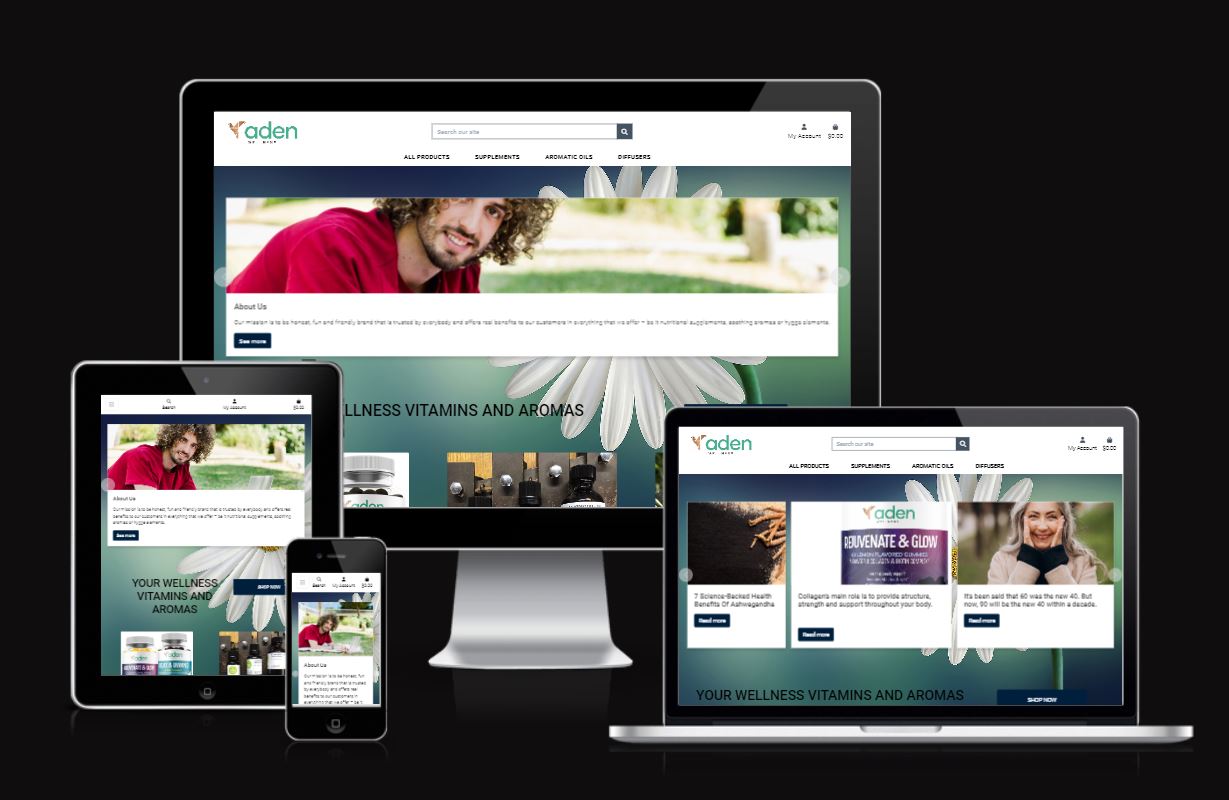 aden
Search our site
My Account
$0.00
ALL PRODUCTS
SUPPLEMENTS
AROMATIC OILS
DIFFUSERS
About Us
Our mission is to be honest, fun and friendly brand that is trusted by everybody and offers real benefits to our customers in everything that we offer – be it nutritional supplements, soothing aromas or hygge elements.
See more
LLNESS VITAMINS AND AROMAS
Search
My Account
$0.00
About Us
Our mission is to be honest, fun and friendly brand that is trusted by everybody and offers real
benefits to our customers in everything that we offer – be it nutritional supplements, soothing
aromas or hygge elements.
See more
YOUR WELLNESS
VITAMINS AND
AROMAS
SHOP NOW
aden
REJUVENATE & GLOW
aden
Search
My Account
$0.00
About Us
Our mission is to be honest, fun
and friendly brand that is trusted
by everybody and offers real
benefits to our customers in
everything that we offer – be it
aden
Search our site
My Account
$0.00
ALL PRODUCTS
SUPPLEMENTS
AROMATIC OILS
DIFFUSERS
7 Science-Backed Health
Benefits Of Ashwagandha
Read more
aden
REJUVENATE & GLOW
Collagen's main role is to provide structure,
strength and support throughout your body.
Read more
It's been said that 60 was the new 40. But
now, 90 will be the new 40 within a decade.
Read more
YOUR WELLNESS VITAMINS AND AROMAS
SHOP NOW